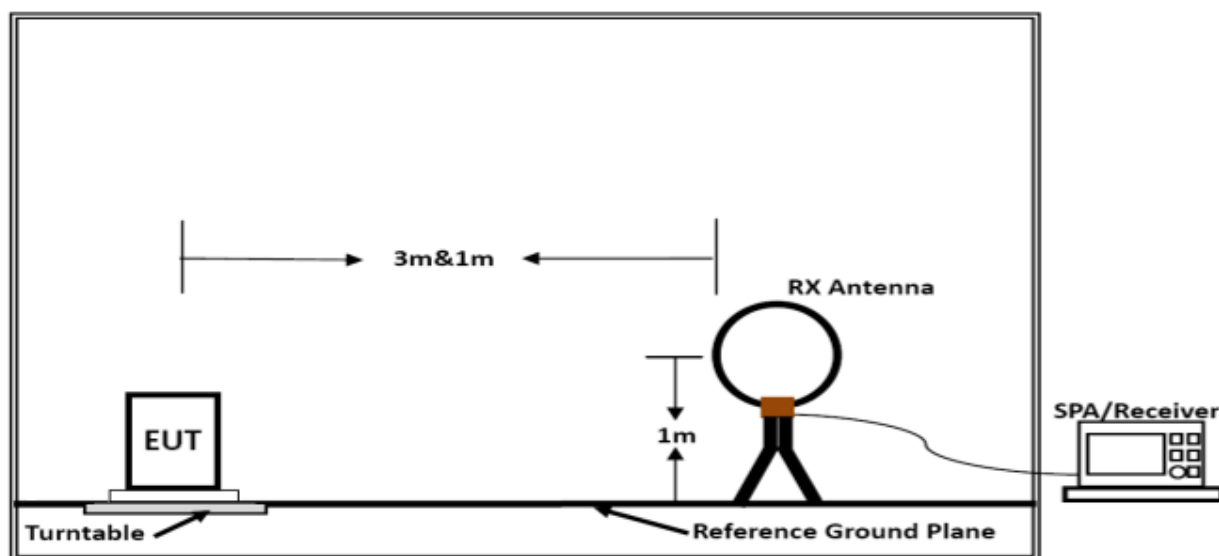 3m&1m
RX Antenna
1m
SPA/Receiver
EUT
Turntable
Reference Ground Plane